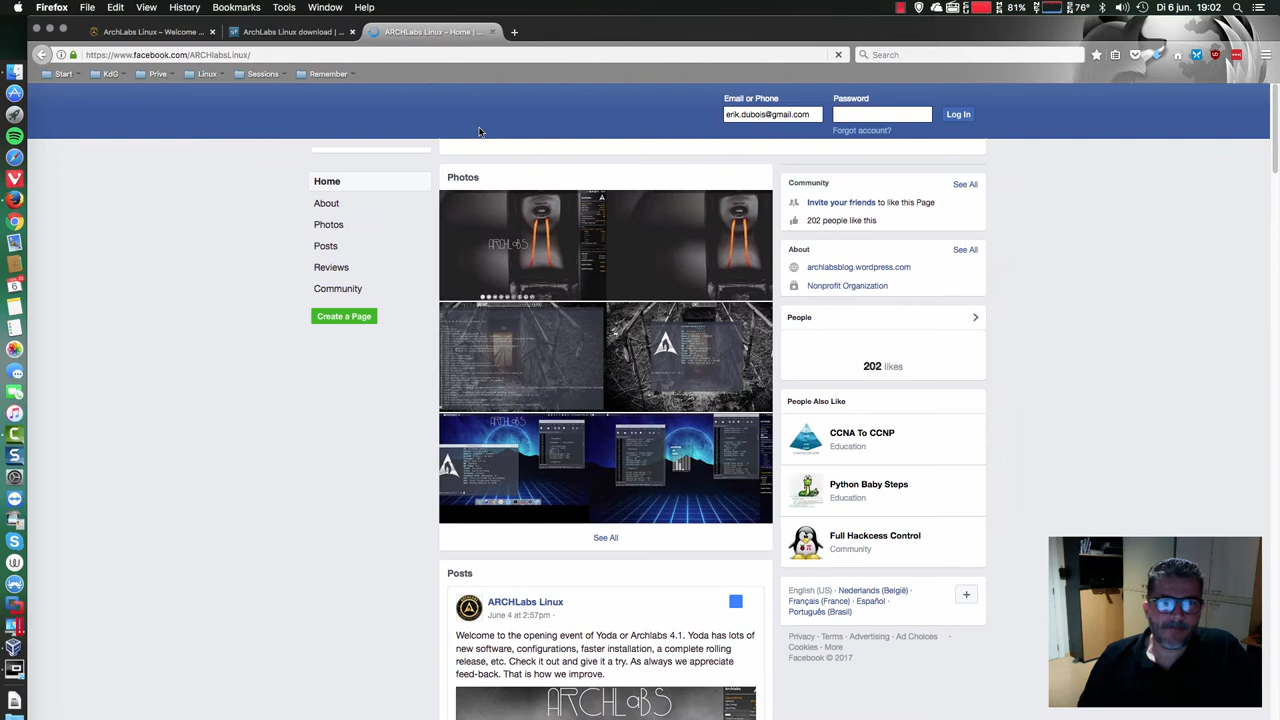 Firefox File Edit View History Bookmarks Tools Window Help
81% di 6 jun. 19:02
ArchLabs Linux – Welcome ... ArchLabs Linux download | ... ARCHLabs Linux – Home | ...
https://www.facebook.com/ARCHlabsLinux/
Search
Start KdG Prive Linux Sessions Remember
Email or Phone Password
erik.dubois@gmail.com
Log In
Forgot account?
Home
About
Photos
Posts
Reviews
Community
Create a Page
Photos
ARCHLABS
ARCHLABS
See All
Posts
ARCHLabs Linux
June 4 at 2:57pm ·
Welcome to the opening event of Yoda or Archlabs 4.1. Yoda has lots of
new software, configurations, faster installation, a complete rolling
release, etc. Check it out and give it a try. As always we appreciate
feed-back. That is how we improve.
ARCHLABS
Community See All
Invite your friends to like this Page
202 people like this
About See All
archlabsblog.wordpress.com
Nonprofit Organization
People
202 likes
People Also Like
CCNA To CCNP
Education
Python Baby Steps
Education
Full Hackcess Control
Community
English (US) · Nederlands (België) ·
Français (France) · Español ·
Português (Brasil)
Privacy · Terms · Advertising · Ad Choices ·
Cookies · More
Facebook © 2017